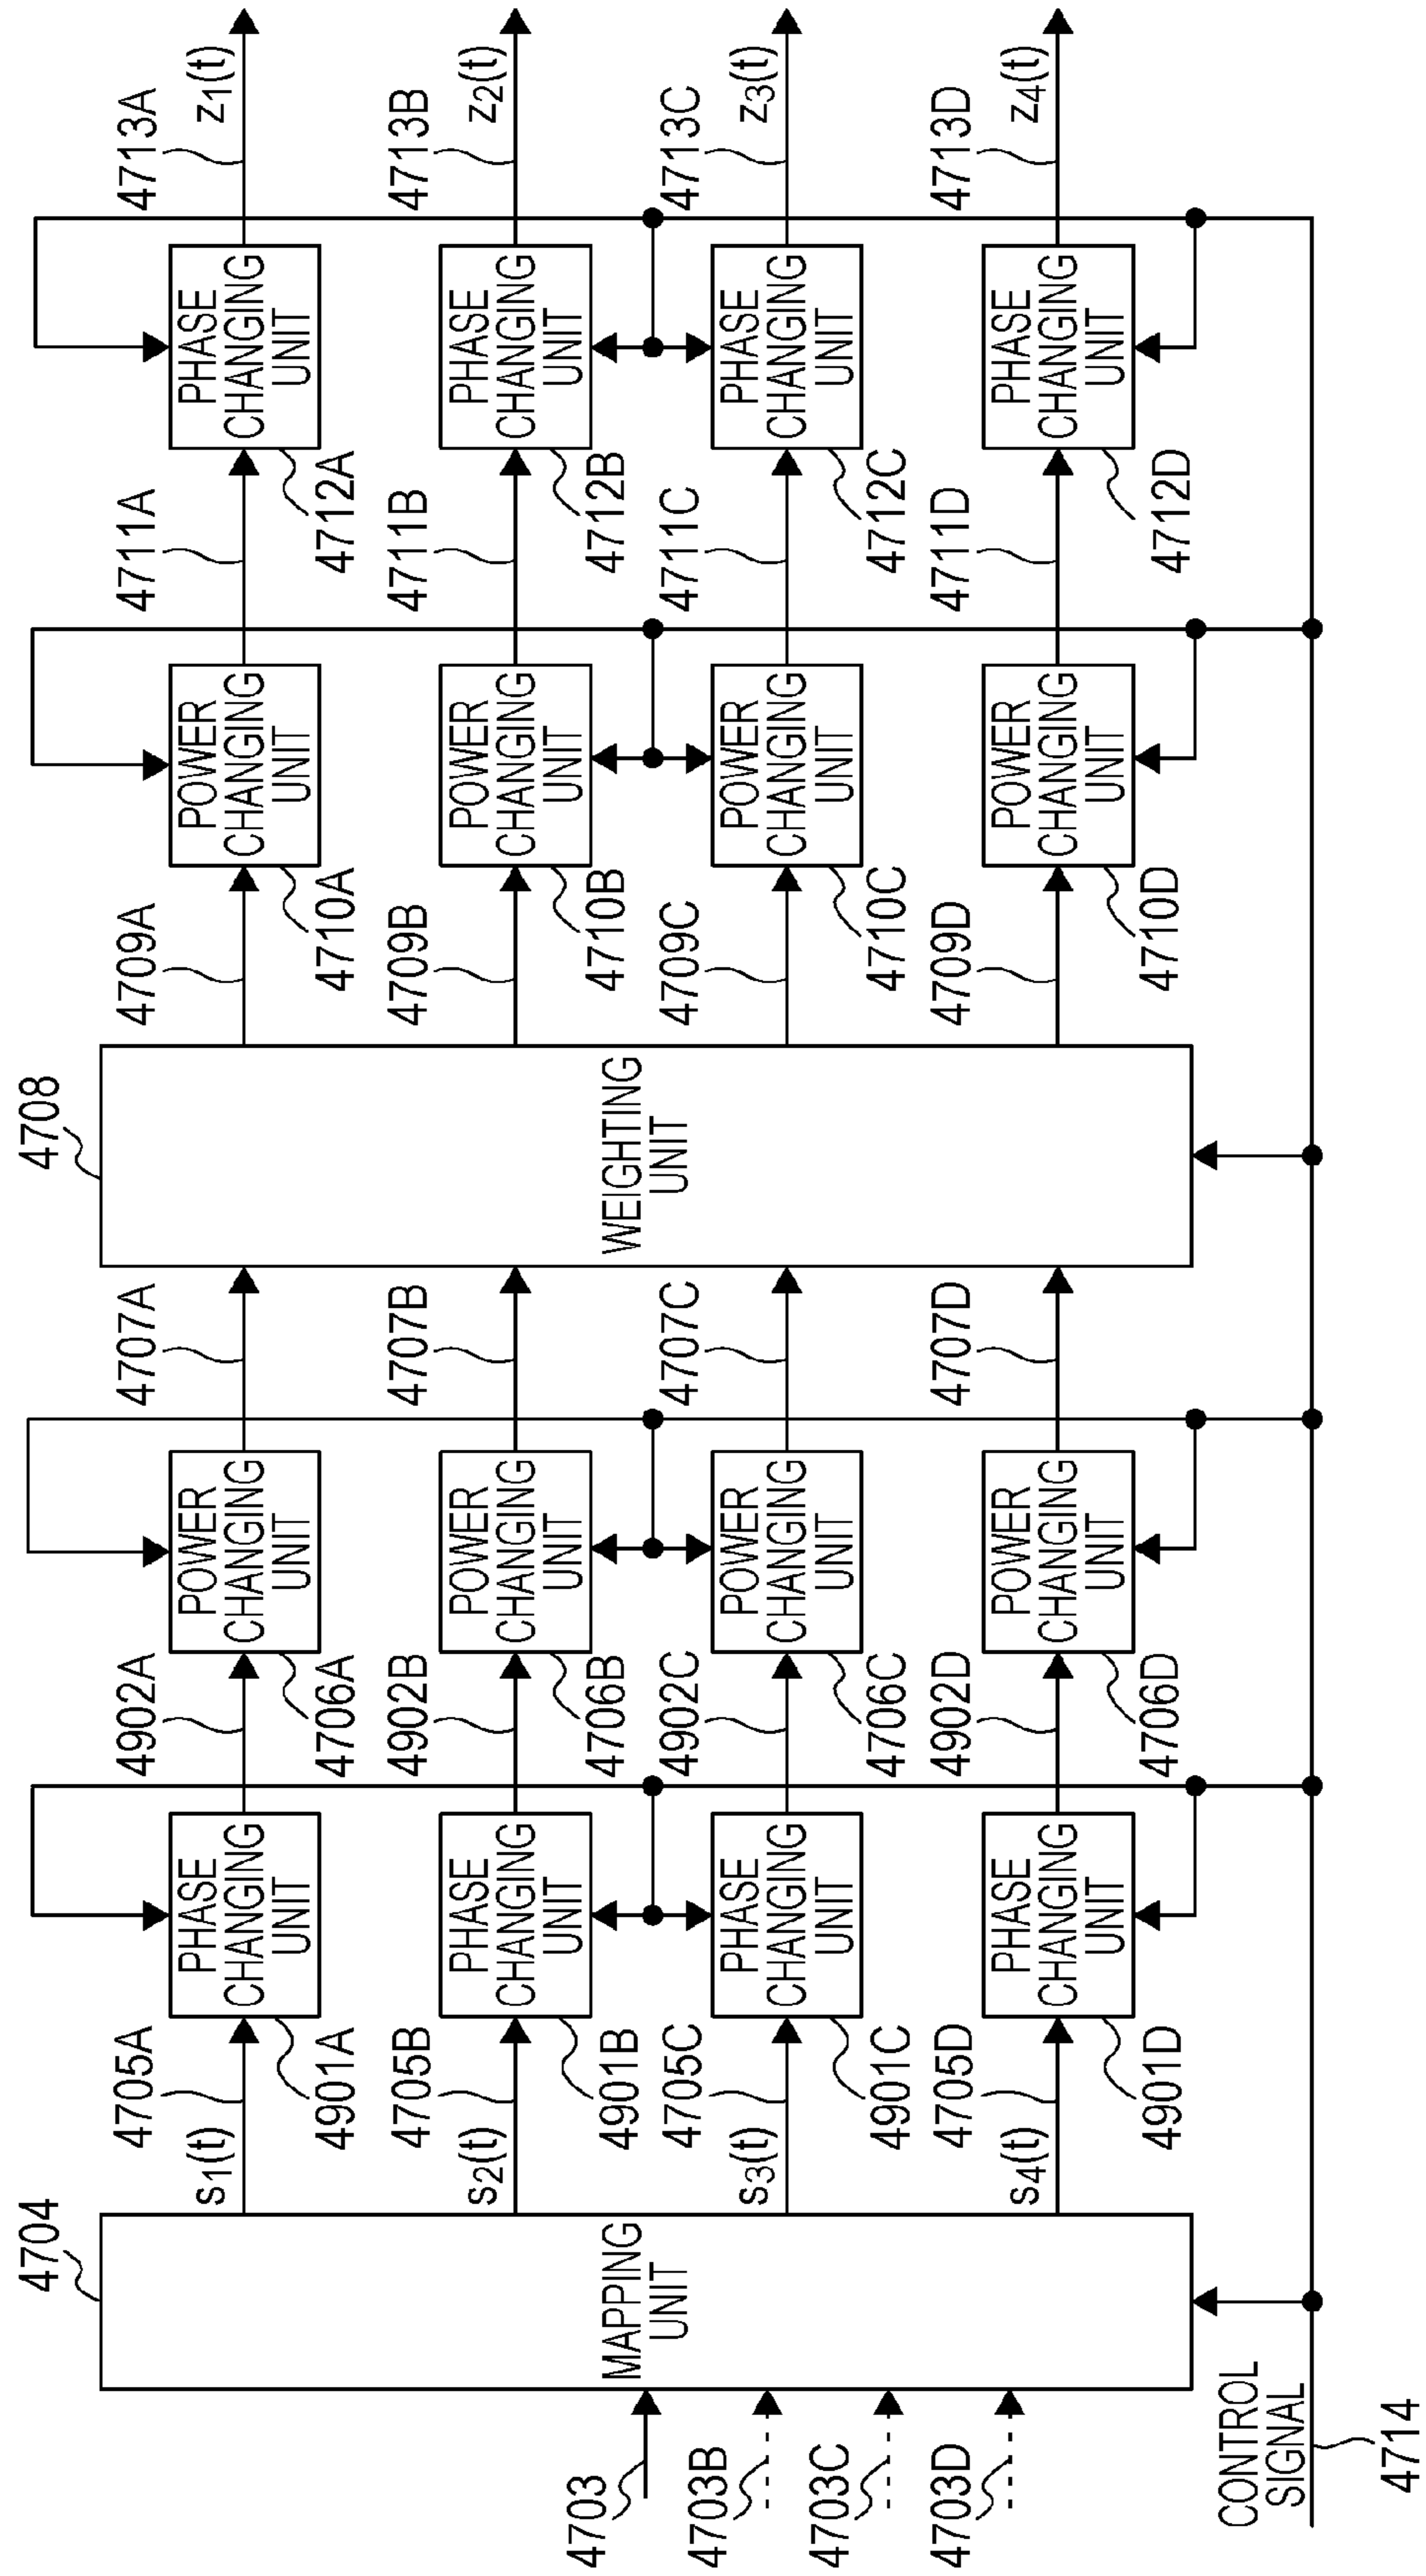 4704
MAPPING
UNIT
4703
4703B
4703C
4703D
CONTROL
SIGNAL
4714
s1(t)
4705A
PHASE
CHANGING
UNIT
4901A
4902A
POWER
CHANGING
UNIT
4706A
4707A
s2(t)
4705B
PHASE
CHANGING
UNIT
4901B
4902B
POWER
CHANGING
UNIT
4706B
4707B
s3(t)
4705C
PHASE
CHANGING
UNIT
4901C
4902C
POWER
CHANGING
UNIT
4706C
4707C
s4(t)
4705D
PHASE
CHANGING
UNIT
4901D
4902D
POWER
CHANGING
UNIT
4706D
4707D
4708
WEIGHTING
UNIT
4709A
POWER
CHANGING
UNIT
4710A
4711A
PHASE
CHANGING
UNIT
4712A
4713A
z1(t)
4709B
POWER
CHANGING
UNIT
4710B
4711B
PHASE
CHANGING
UNIT
4712B
4713B
z2(t)
4709C
POWER
CHANGING
UNIT
4710C
4711C
PHASE
CHANGING
UNIT
4712C
4713C
z3(t)
4709D
POWER
CHANGING
UNIT
4710D
4711D
PHASE
CHANGING
UNIT
4712D
4713D
z4(t)